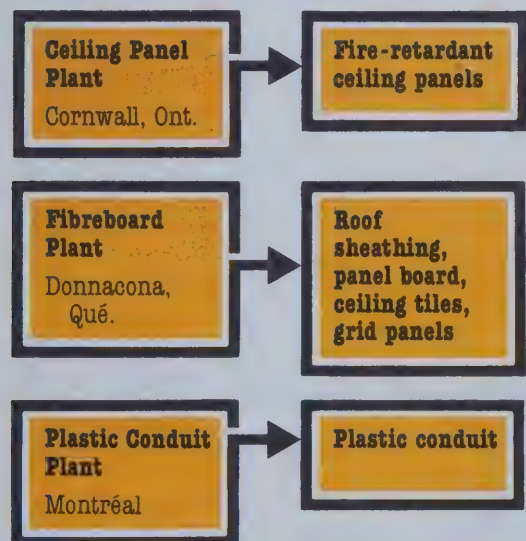 Ceiling Panel
Plant
Cornwall, Ont.
Fire-retardant
ceiling panels
Fibreboard
Plant
Donnacona,
Qué.
Roof
sheathing,
panel board,
ceiling tiles,
grid panels
Plastic Conduit
Plant
Montréal
Plastic conduit